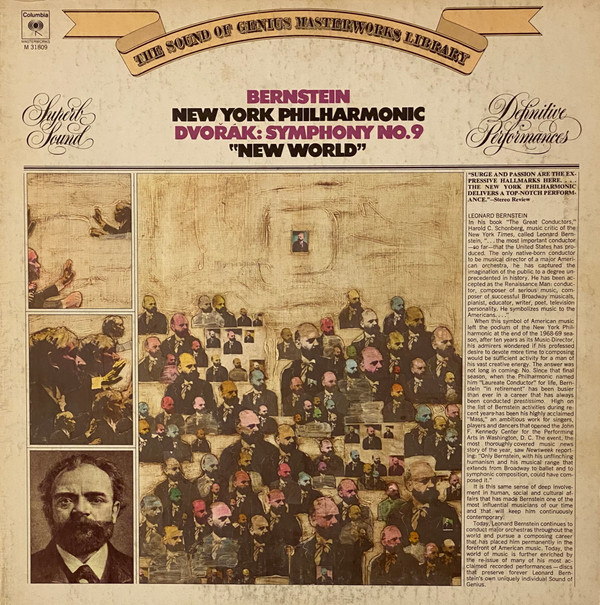 Columbia
MASTERWORKS
M 31809
THE SOUND OF GENIUS MASTERWORKS LIBRARY
Superb
Sound
BERNSTEIN
NEW YORK PHILHARMONIC
DVOŘÁK: SYMPHONY NO. 9
"NEW WORLD"
Definitive
Performances
"SURGE AND PASSION ARE THE EX-
PRESSIVE HALLMARKS HERE. . . .
THE NEW YORK PHILHARMONIC
DELIVERS A TOP-NOTCH PERFORM-
ANCE."—Stereo Review
LEONARD BERNSTEIN
In his book "The Great Conductors,"
Harold C. Schonberg, music critic of the
New York Times, called Leonard Bern-
stein, ". . . the most important conductor
—so far—that the United States has pro-
duced. The only native-born conductor
to be musical director of a major Ameri-
can orchestra, he has captured the
imagination of the public to a degree un-
precedented in history. He has been ac-
cepted as the Renaissance Man: conduc-
tor, composer of serious music, com-
poser of successful Broadway musicals,
pianist, educator, writer, poet, television
personality. He symbolizes music to the
Americans. . . ."
When this symbol of American music
left the podium of the New York Phil-
harmonic at the end of the 1968-69 sea-
son, after ten years as its Music Director,
his admirers wondered if his professed
desire to devote more time to composing
would be sufficient activity for a man of
his vast creative energy. The answer was
not long in coming: No. Since that final
season, when the Philharmonic named
him "Laureate Conductor" for life, Bern-
stein "in retirement" has been busier
than ever in a career that has always
been conducted prestissimo. High on
the list of Bernstein activities during re-
cent years has been his highly acclaimed
"Mass," an ambitious work for singers,
players and dancers that opened the John
F. Kennedy Center for the Performing
Arts in Washington, D. C. The event, the
most thoroughly covered music news
story of the year, saw Newsweek report-
ing: "Only Bernstein, with his unflinching
humanism and his musical range that
extends from Broadway to ballet and to
symphonic composition, could have com-
posed it."
It is this same sense of deep involve-
ment in human, social and cultural af-
fairs that has made Bernstein one of the
most influential musicians of our time
and that will keep him continuously
contemporary.
Today, Leonard Bernstein continues to
conduct major orchestras throughout the
world and pursue a composing career
that has placed him permanently in the
forefront of American music. Today, the
world of music is further enriched by
the re-issue of many of his most ac-
claimed recorded performances—discs
that preserve forever Leonard Bern-
stein's own uniquely individual Sound of
Genius.